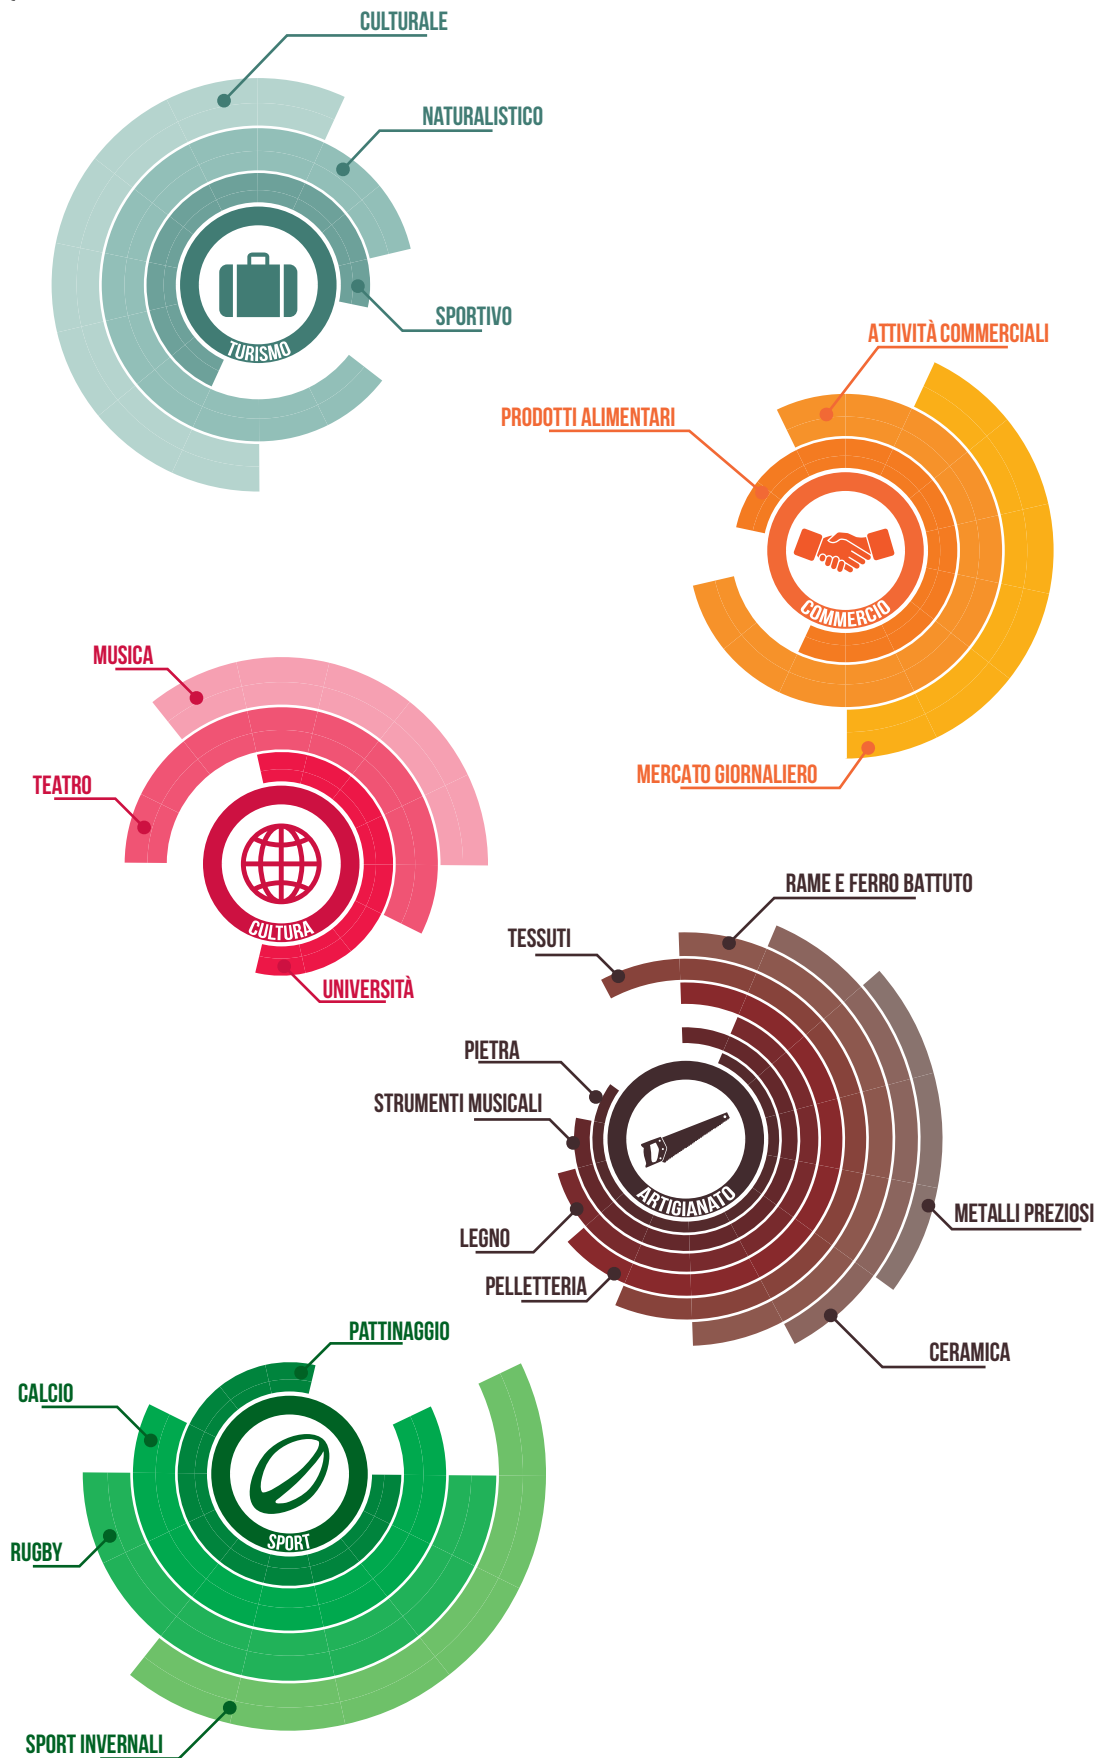 CULTURALE
NATURALISTICO
SPORTIVO
TURISMO
ATTIVITÀ COMMERCIALI
PRODOTTI ALIMENTARI
COMMERCIO
MERCATO GIORNALIERO
MUSICA
TEATRO
CULTURA
UNIVERSITÀ
RAME E FERRO BATTUTO
TESSUTI
PIETRA
STRUMENTI MUSICALI
ARTIGIANATO
LEGNO
PELLETTERIA
METALLI PREZIOSI
CERAMICA
PATTINAGGIO
CALCIO
SPORT
RUGBY
SPORT INVERNALI